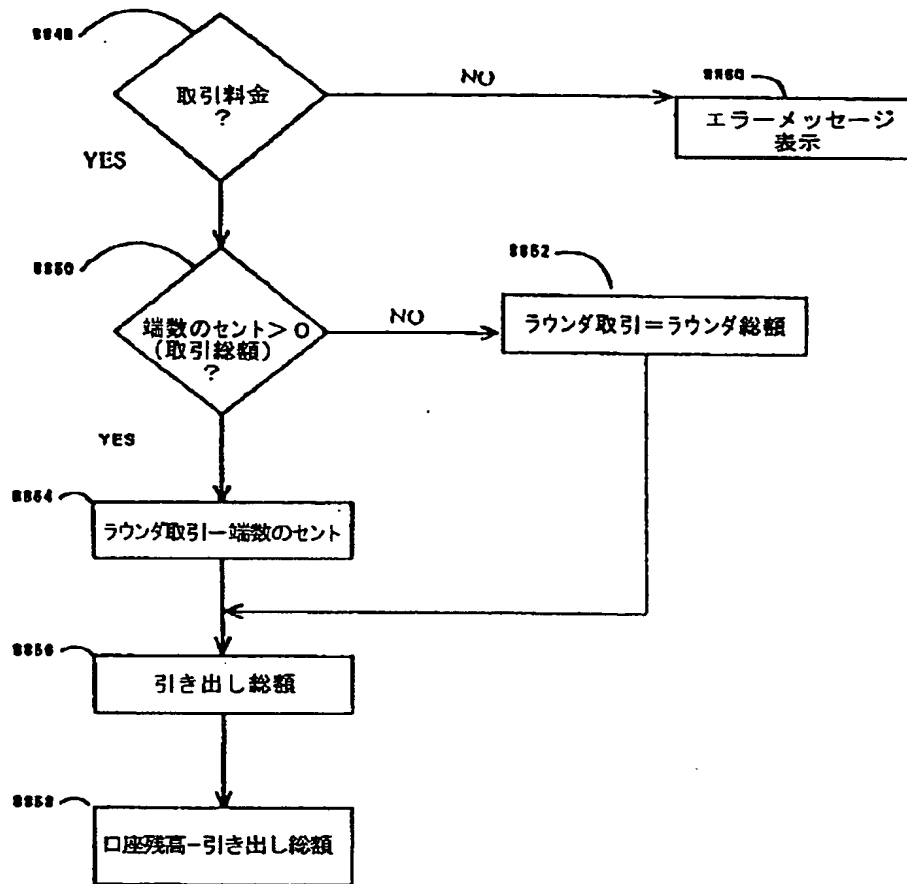 取引料金
?
NO
エラーメッセージ
表示
YES
端数のセント>0
(取引総額)
?
NO
ラウンダ取引=ラウンダ総額
YES
ラウンダ取引ー端数のセント
引き出し総額
口座残高-引き出し総額